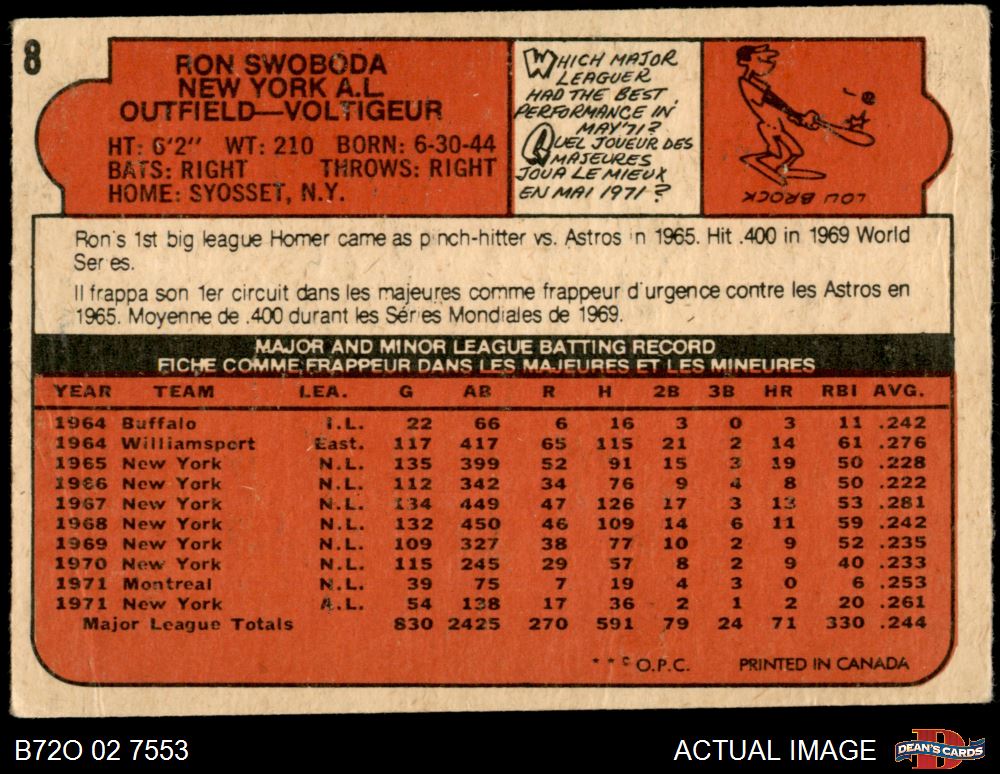 8
RON SWOBODA
NEW YORK A.L.
OUTFIELD—VOLTIGEUR
HT: 6'2" WT: 210 BORN: 6-30-44
BATS: RIGHT THROWS: RIGHT
HOME: SYOSSET, N.Y.
WHICH MAJOR
LEAGUER
HAD THE BEST
PERFORMANCE IN
MAY '71?
QUEL JOUEUR DES
MAJEURES
JOUA LE MIEUX
EN MAI 1971?
LOU BROCK
Ron's 1st big league Homer came as pinch-hitter vs. Astros in 1965. Hit .400 in 1969 World
Series.
Il frappa son 1er circuit dans les majeures comme frappeur d'urgence contre les Astros en
1965. Moyenne de .400 durant les Séries Mondiales de 1969.
MAJOR AND MINOR LEAGUE BATTING RECORD
FICHE COMME FRAPPEUR DANS LES MAJEURES ET LES MINEURES
YEAR TEAM LEA. G AB R H 2B 3B HR RBI AVG.
1964 Buffalo I.L. 22 66 6 16 3 0 3 11 .242
1964 Williamsport East. 117 417 65 115 21 2 14 61 .276
1965 New York N.L. 135 399 52 91 15 3 19 50 .228
1966 New York N.L. 112 342 34 76 9 4 8 50 .222
1967 New York N.L. 134 449 47 126 17 3 13 53 .281
1968 New York N.L. 132 450 46 109 14 6 11 59 .242
1969 New York N.L. 109 327 38 77 10 2 9 52 .235
1970 New York N.L. 115 245 29 57 8 2 9 40 .233
1971 Montreal N.L. 39 75 7 19 4 3 0 6 .253
1971 New York A.L. 54 138 17 36 2 1 2 20 .261
Major League Totals 830 2425 270 591 79 24 71 330 .244
* * © O.P.C. PRINTED IN CANADA
B72O 02 7553
ACTUAL IMAGE
DEAN'S CARDS